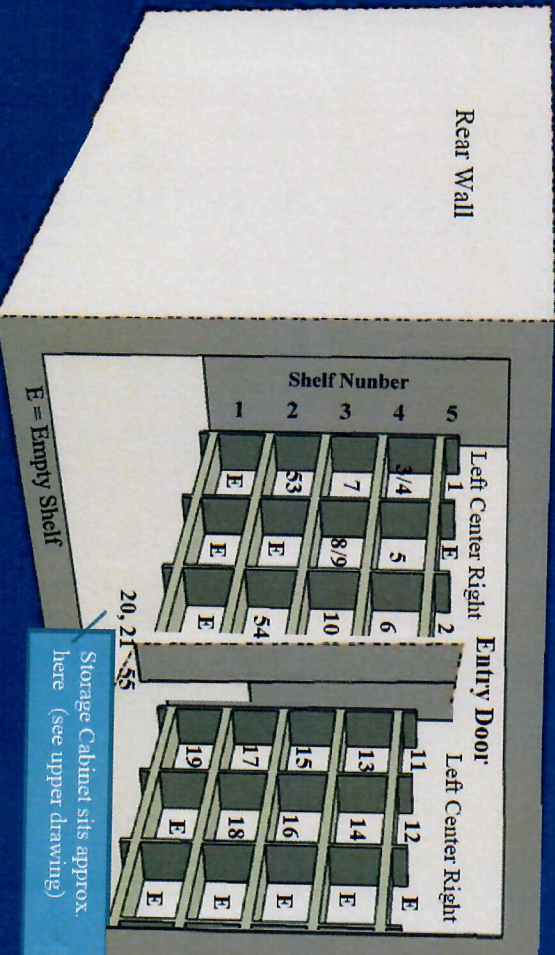 Rear Wall
Entry Door
Left Center Right
Left Center Right
Shelf Nunber
5
1 E 2
11 12 E
4
3/4 5 6
13 14 E
3
7 8/9 10
15 16 E
2
53 E 54
17 18 E
1
E E E
19 E E
20, 21
55
E = Empty Shelf
Storage Cabinet sits approx.
here (see upper drawing)